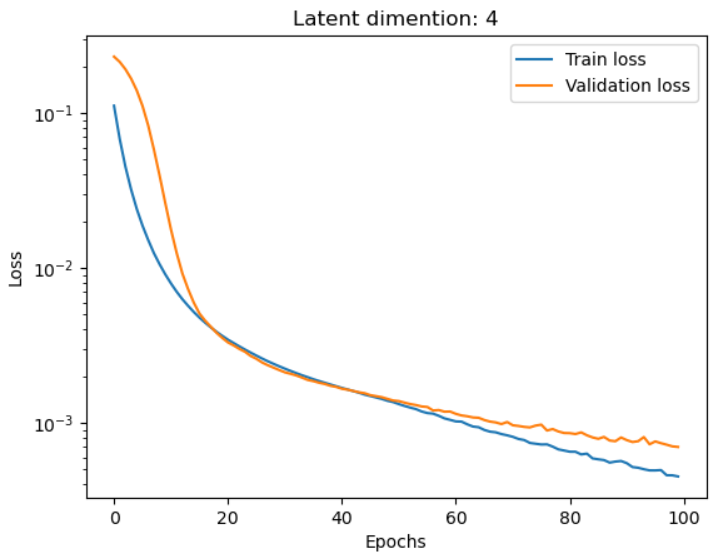 Latent dimention: 4
Train loss
Validation loss
10⁻¹
10⁻²
10⁻³
Loss
0 20 40 60 80 100
Epochs